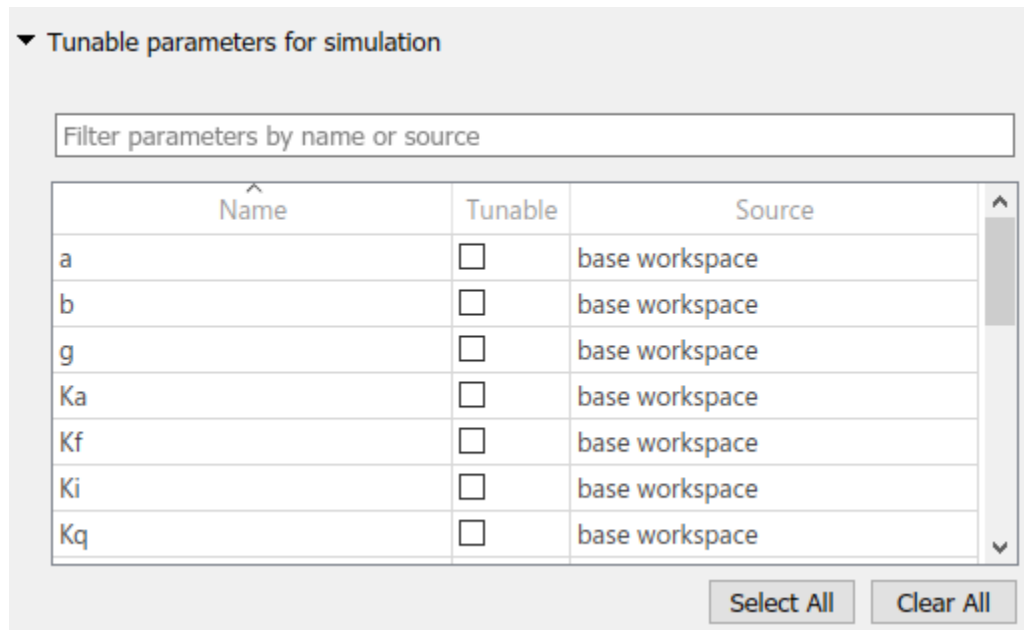 Tunable parameters for simulation
Filter parameters by name or source
Name Tunable Source
a base workspace
b base workspace
g base workspace
Ka base workspace
Kf base workspace
Ki base workspace
Kq base workspace
Select All Clear All